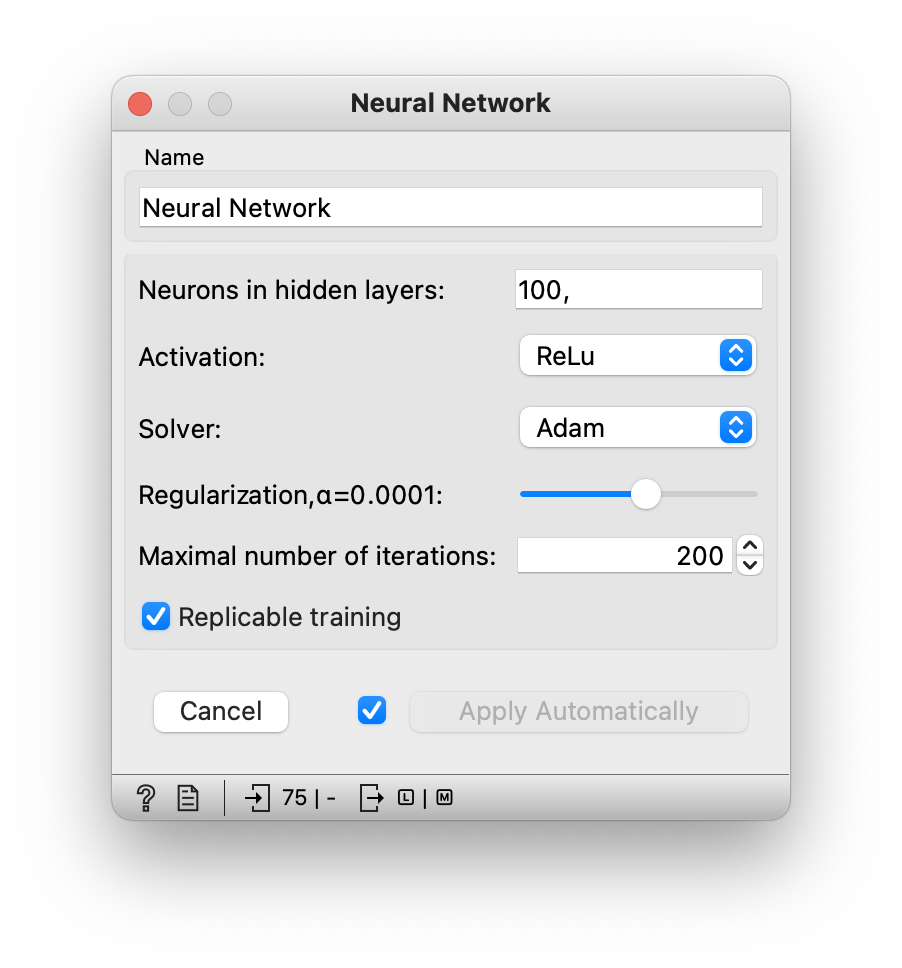 Neural Network
Name
Neural Network
Neurons in hidden layers: 100,
Activation: ReLu
Solver: Adam
Regularization,α=0.0001:
Maximal number of iterations: 200
Replicable training
Cancel Apply Automatically
? 75 | - L | M